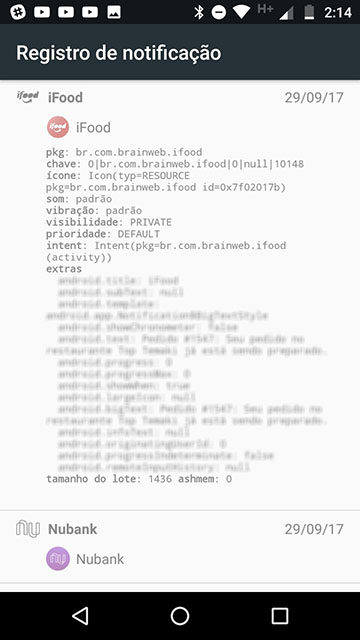 H+ 2:14
Registro de notificação
ifood iFood 29/09/17
ifood iFood
pkg: br.com.brainweb.ifood
chave: 0|br.com.brainweb.ifood|0|null|10148
ícone: Icon(typ=RESOURCE
pkg=br.com.brainweb.ifood id=0x7f02017b)
som: padrão
vibração: padrão
visibilidade: PRIVATE
prioridade: DEFAULT
intent: Intent(pkg=br.com.brainweb.ifood
(activity))
extras
android.title: iFood
android.subText: null
android.template:
android.app.Notification$BigTextStyle
android.showChronometer: false
android.text: Pedido #1547: Seu pedido no
restaurante Top Temaki já está sendo preparado.
android.progress: 0
android.progressMax: 0
android.showWhen: true
android.largeIcon: null
android.bigText: Pedido #1547: Seu pedido no
restaurante Top Temaki já está sendo preparado.
android.infoText: null
android.originatingUserId: 0
android.progressIndeterminate: false
android.remoteInputHistory: null
tamanho do lote: 1436 ashmem: 0
nu Nubank 29/09/17
nu Nubank